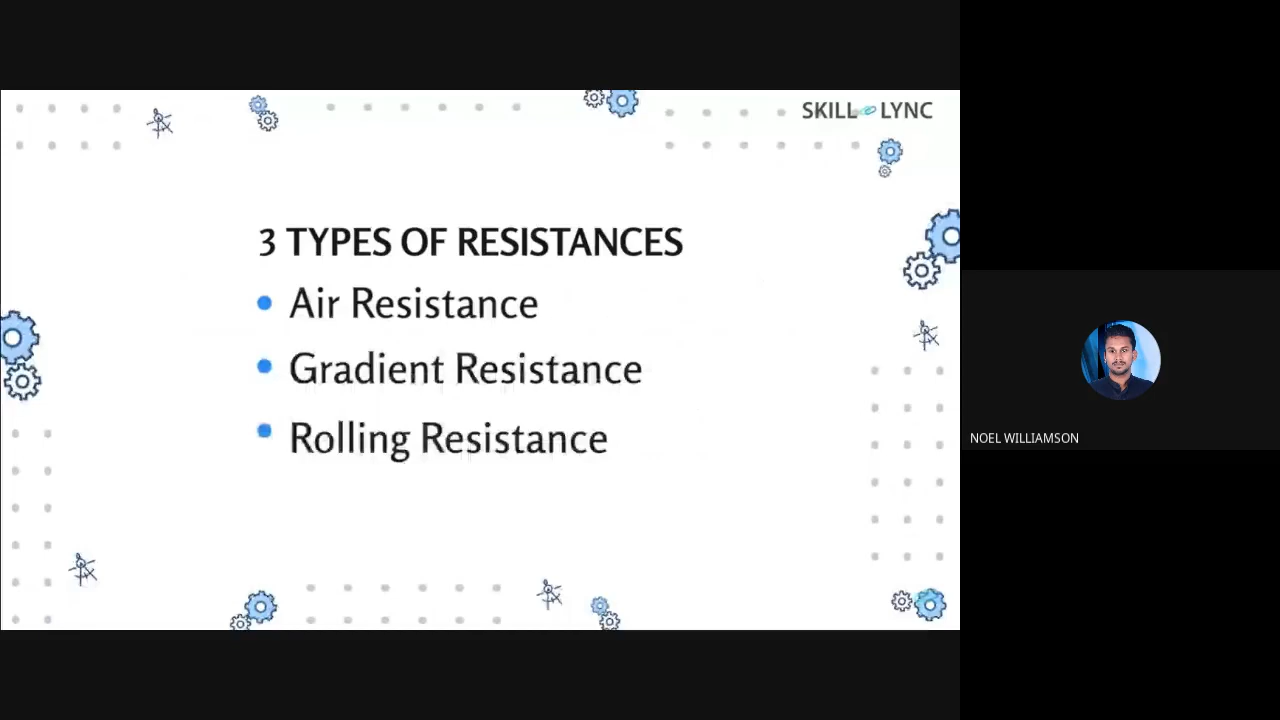 SKILL LYNC
3 TYPES OF RESISTANCES
Air Resistance
Gradient Resistance
Rolling Resistance
NOEL WILLIAMSON